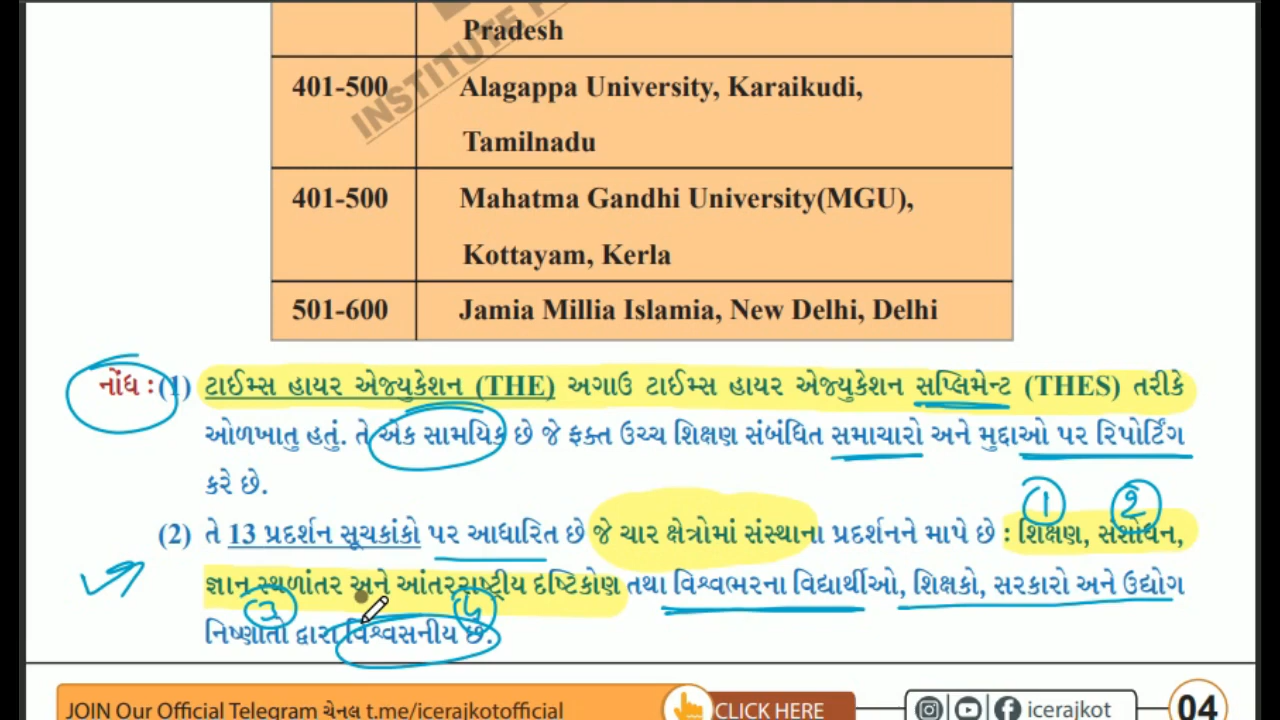 Pradesh
401-500 Alagappa University, Karaikudi,
Tamilnadu
401-500 Mahatma Gandhi University(MGU),
Kottayam, Kerla
501-600 Jamia Millia Islamia, New Delhi, Delhi
નોંધ : (1) ટાઈમ્સ હાયર એજ્યુકેશન (THE) અગાઉ ટાઈમ્સ હાયર એજ્યુકેશન સપ્લિમેન્ટ (THES) તરીકે
ઓળખાતુ હતું. તે એક સામયિક છે જે ફક્ત ઉચ્ચ શિક્ષણ સંબંધિત સમાચારો અને મુદ્દાઓ પર રિપોર્ટિંગ
કરે છે.
1 2
(2) તે 13 પ્રદર્શન સૂચકાંકો પર આધારિત છે જે ચાર ક્ષેત્રોમાં સંસ્થાના પ્રદર્શનને માપે છે : શિક્ષણ, સંશોધન,
જ્ઞાન સ્થળાંતર અને આંતરરાષ્ટ્રીય દષ્ટિકોણ તથા વિશ્વભરના વિદ્યાર્થીઓ, શિક્ષકો, સરકારો અને ઉદ્યોગ
નિષ્ણાતો દ્વારા વિશ્વસનીય છે.
JOIN Our Official Telegram ચેનલ t.me/icerajkotofficial CLICK HERE icerajkot 04
INSTITUTE